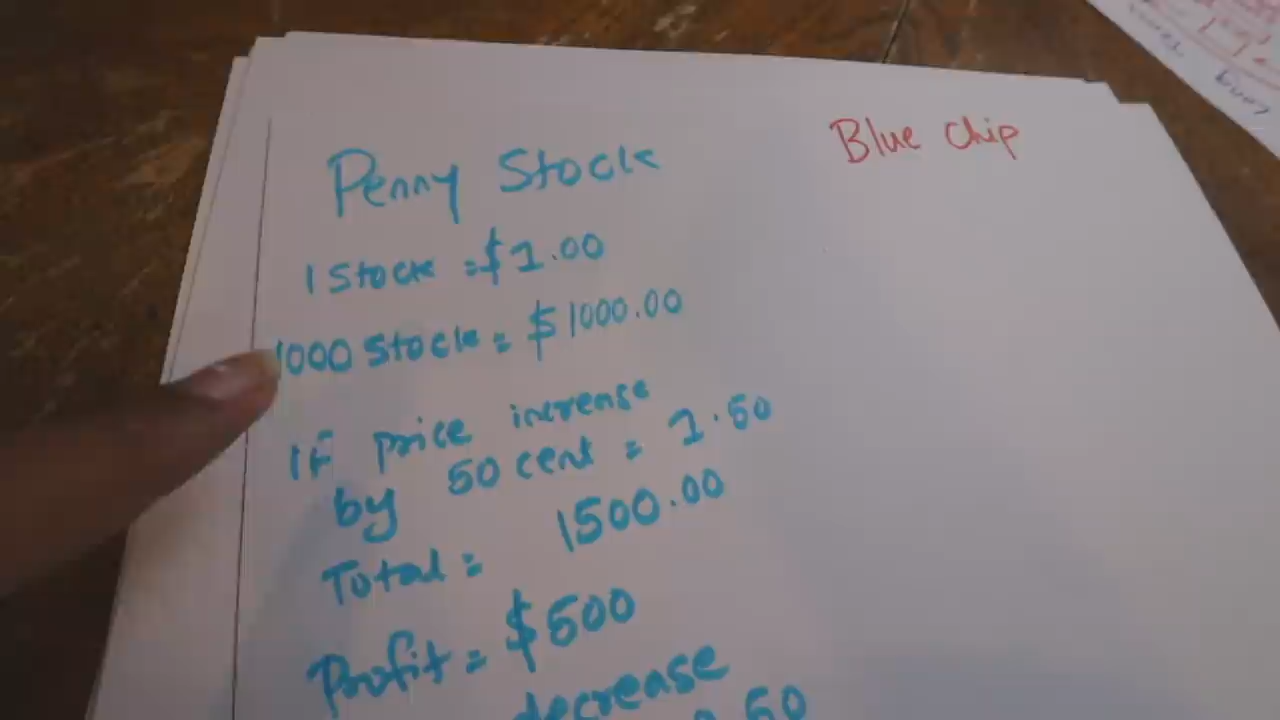 Penny Stock
Blue chip
1 Stock = $1.00
1000 Stock = $1000.00
If price increase
by 50 cent = 1.50
Total = 1500.00
Profit = $500
decrease